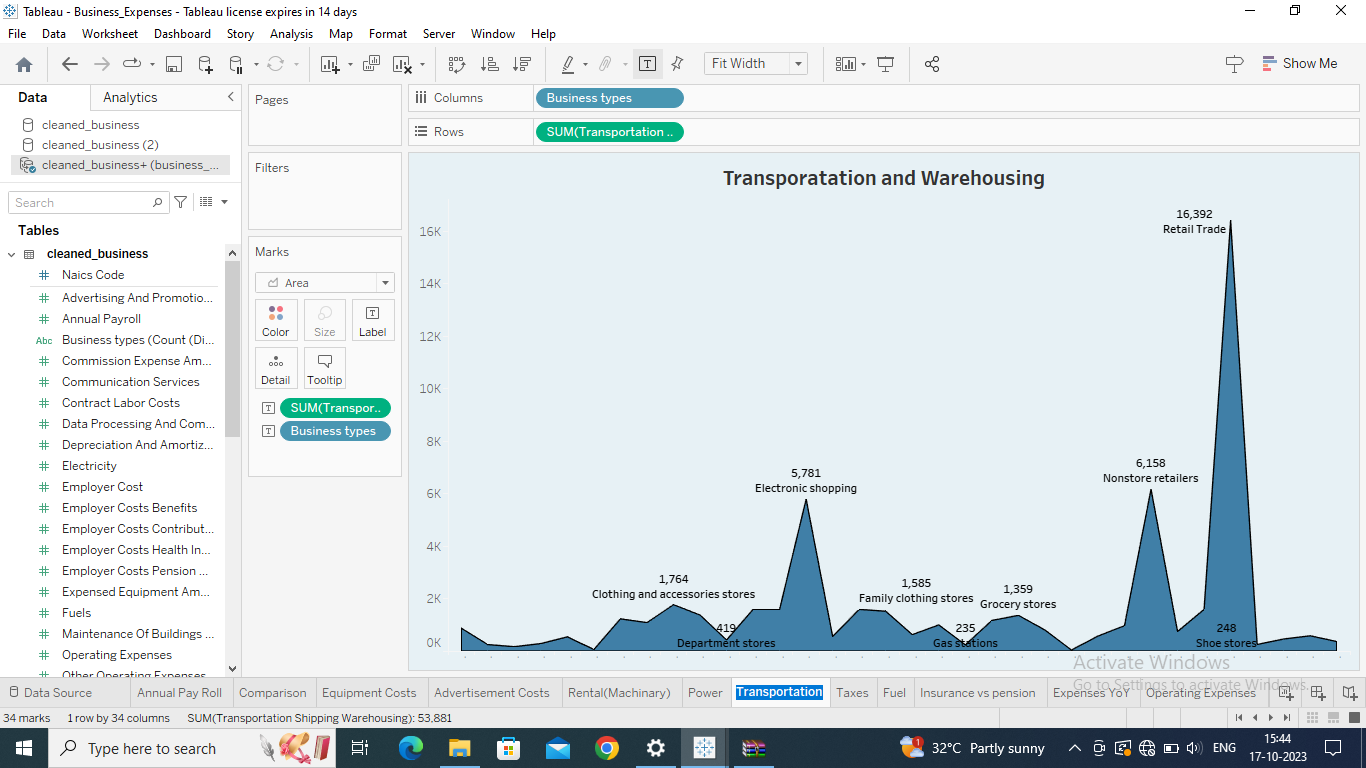 Tableau - Business_Expenses - Tableau license expires in 14 days
File Data Worksheet Dashboard Story Analysis Map Format Server Window Help
Fit Width
Show Me
Data Analytics
cleaned_business
cleaned_business (2)
cleaned_business+ (business_...
Search
Tables
cleaned_business
Naics Code
Advertising And Promotio...
Annual Payroll
Abc Business types (Count (Di...
Commission Expense Am...
Communication Services
Contract Labor Costs
Data Processing And Com...
Depreciation And Amortiz...
Electricity
Employer Cost
Employer Costs Benefits
Employer Costs Contribut...
Employer Costs Health In...
Employer Costs Pension ...
Expensed Equipment Am...
Fuels
Maintenance Of Buildings ...
Operating Expenses
Other Operating Expenses
Pages
Filters
Marks
Area
Color Size Label
Detail Tooltip
SUM(Transpor..
Business types
Columns Business types
Rows SUM(Transportation ..
Transporatation and Warehousing
16K
14K
12K
10K
8K
6K
4K
2K
0K
16,392
Retail Trade
6,158
Nonstore retailers
5,781
Electronic shopping
1,764
Clothing and accessories stores
1,585
Family clothing stores
1,359
Grocery stores
419
Department stores
235
Gas stations
248
Shoe stores
Activate Windows
Go to Settings to activate Windows.
Data Source Annual Pay Roll Comparison Equipment Costs Advertisement Costs Rental(Machinary) Power Transportation Taxes Fuel Insurance vs pension Expenses YoY Operating Expenses
34 marks 1 row by 34 columns SUM(Transportation Shipping Warehousing): 53,881
Type here to search
1 32°C Partly sunny
ENG
15:44
17-10-2023